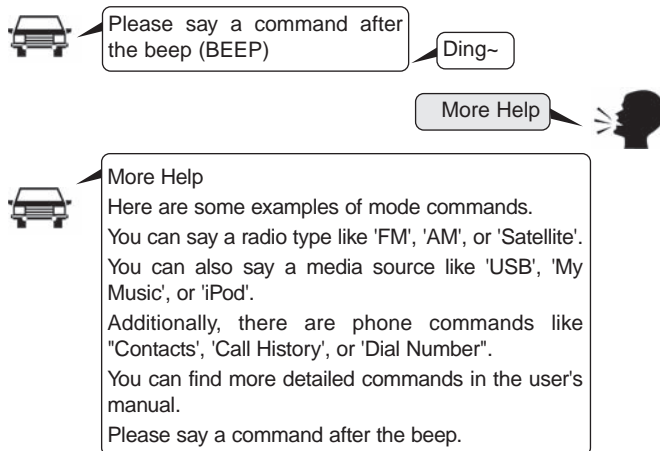 Please say a command after
the beep (BEEP)
Ding~
More Help
More Help
Here are some examples of mode commands.
You can say a radio type like 'FM', 'AM', or 'Satellite'.
You can also say a media source like 'USB', 'My
Music', or 'iPod'.
Additionally, there are phone commands like
"Contacts', 'Call History', or 'Dial Number".
You can find more detailed commands in the user's
manual.
Please say a command after the beep.